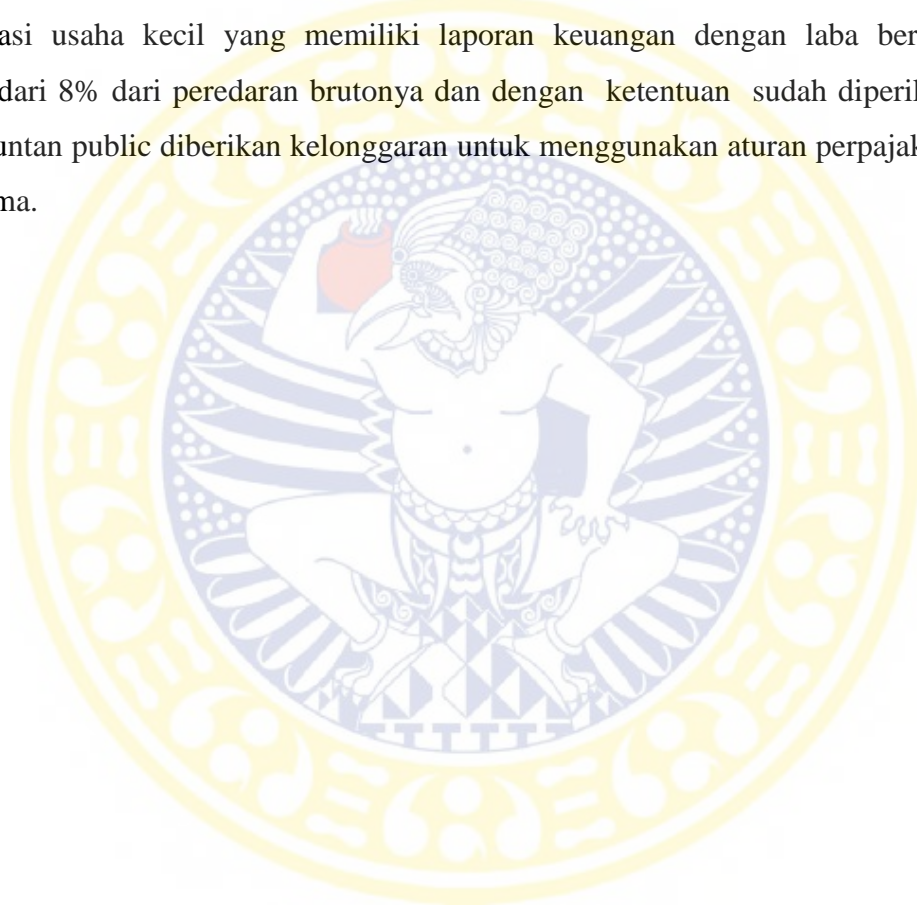 asi usaha kecil yang memiliki laporan keuangan dengan laba ber
dari 8% dari peredaran brutonya dan dengan ketentuan sudah diperik
untan public diberikan kelonggaran untuk menggunakan aturan perpajak
ma.